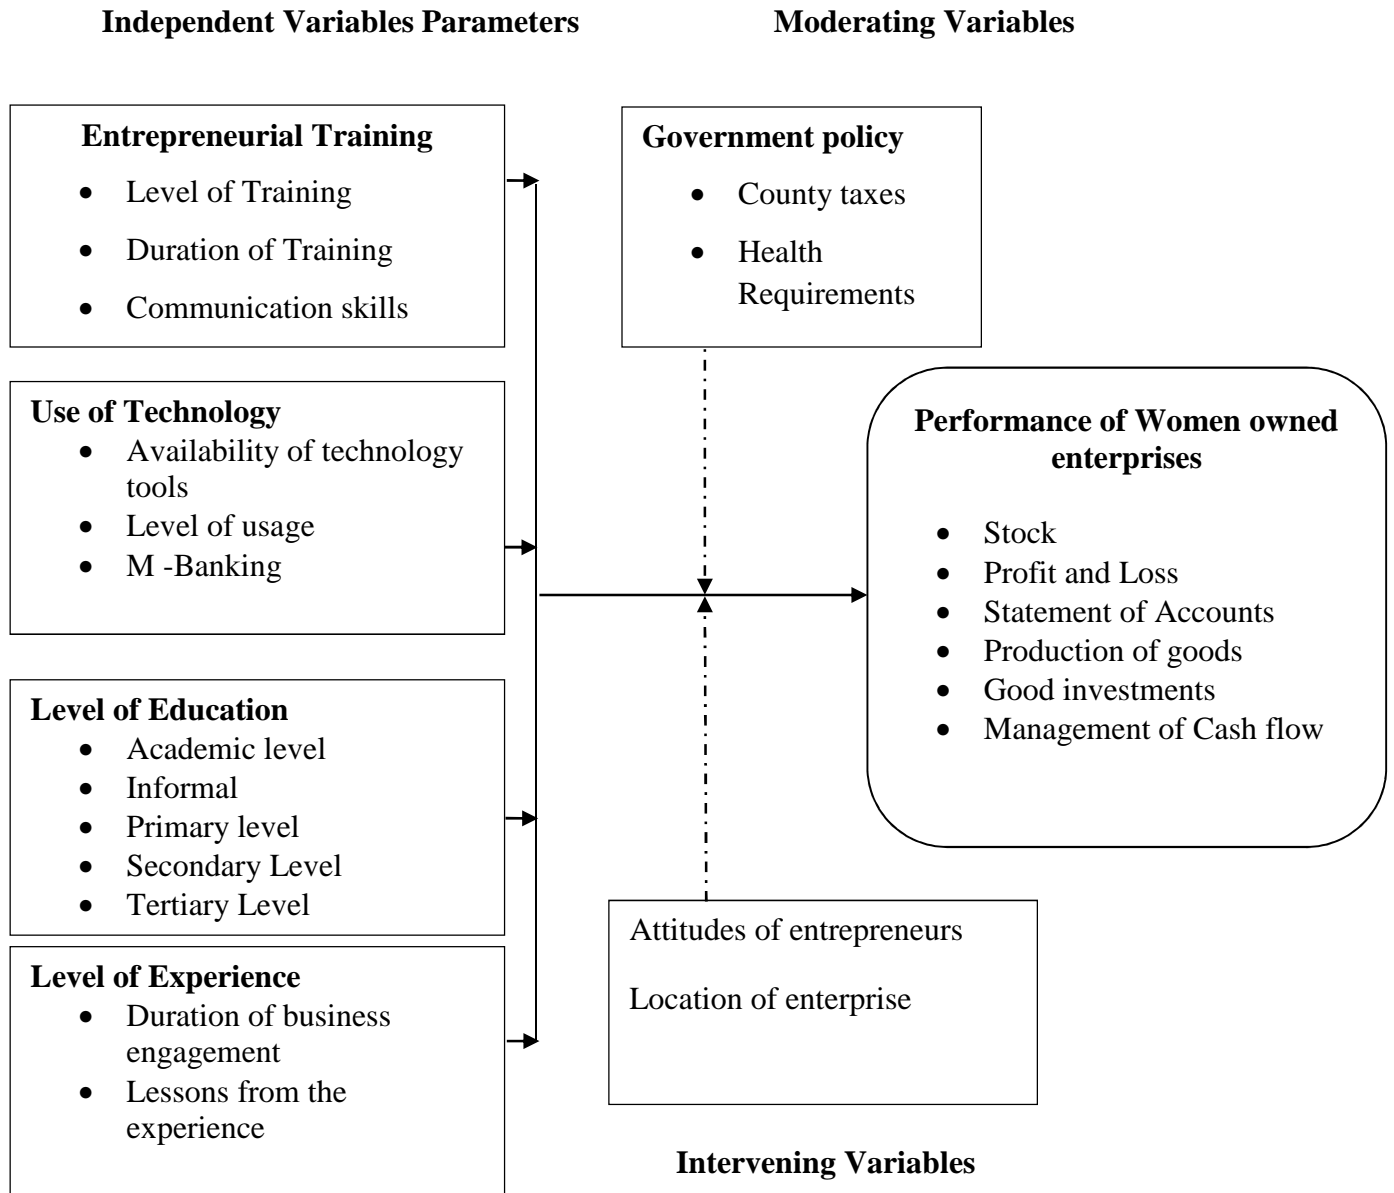 Independent Variables Parameters
Moderating Variables
Entrepreneurial Training
• Level of Training
• Duration of Training
• Communication skills
Government policy
• County taxes
• Health
Requirements
Use of Technology
• Availability of technology
tools
• Level of usage
• M -Banking
Performance of Women owned
enterprises
• Stock
• Profit and Loss
• Statement of Accounts
• Production of goods
• Good investments
• Management of Cash flow
Level of Education
• Academic level
• Informal
• Primary level
• Secondary Level
• Tertiary Level
Level of Experience
• Duration of business
engagement
• Lessons from the
experience
Attitudes of entrepreneurs
Location of enterprise
Intervening Variables